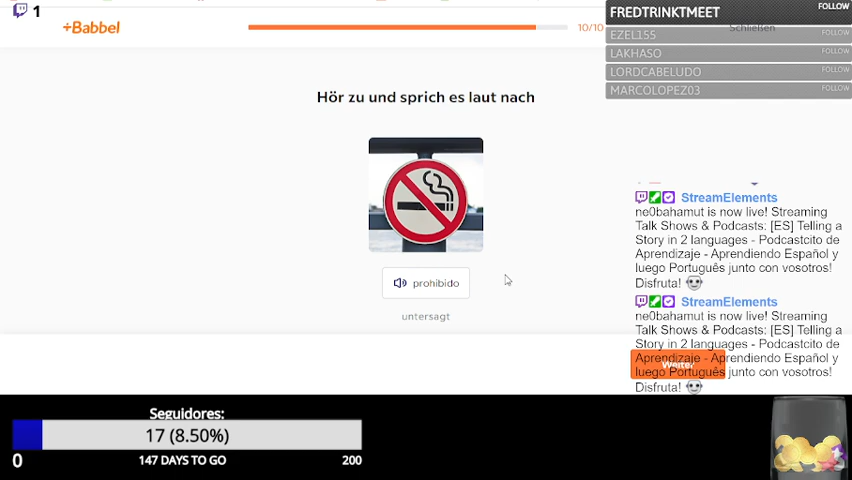 1
+Babbel
10/10
Schließen
FREDTRINKTMEET FOLLOW
EZEL155 FOLLOW
LAKHASO FOLLOW
LORDCABELUDO FOLLOW
MARCOLOPEZ03 FOLLOW
Hör zu und sprich es laut nach
prohibido
untersagt
StreamElements
ne0bahamut is now live! Streaming
Talk Shows & Podcasts: [ES] Telling a
Story in 2 languages - Podcastcito de
Aprendizaje - Aprendiendo Español y
luego Português junto con vosotros!
Disfruta!
StreamElements
ne0bahamut is now live! Streaming
Talk Shows & Podcasts: [ES] Telling a
Story in 2 languages - Podcastcito de
Aprendizaje - Aprendiendo Español y
luego Português junto con vosotros!
Disfruta!
Weiter
Seguidores:
17 (8.50%)
0 147 DAYS TO GO 200